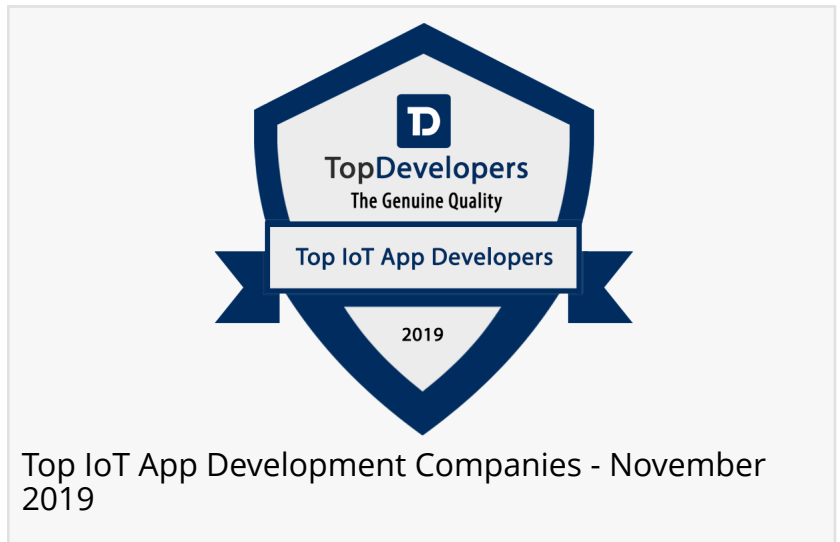 TD
TopDevelopers
The Genuine Quality
Top IoT App Developers
2019
Top IoT App Development Companies - November
2019